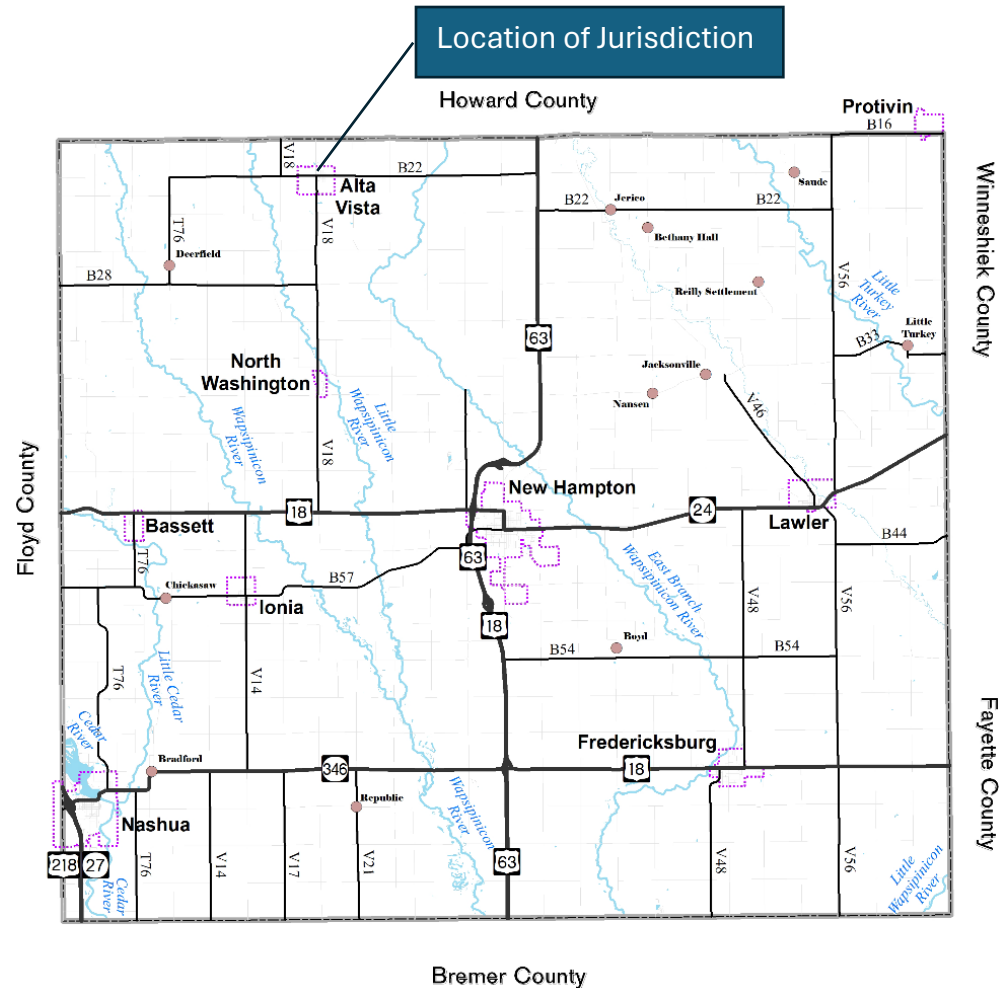 Location of Jurisdiction
Howard County
Protivin
B16
V18
B22
Alta
Vista
Saude
Jerico
B22
B22
T76
V18
Bethany Hall
Deerfield
B28
V56
Reilly Settlement
Little
Turkey
River
Little
Turkey
B33
Winneshiek County
63
North
Washington
Jacksonville
Nansen
V46
Wapsipinicon
River
Little
Wapsipinicon
River
V18
Floyd County
New Hampton
18
24
Lawler
Bassett
B44
T76
63
B57
Chickasaw
Ionia
East Branch
Wapsipinicon River
V48
V56
18
Boyd
B54
B54
T76
Little Cedar
River
V14
Cedar
River
Fredericksburg
Bradford
346
18
Fayette County
Republic
Wapsipinicon
River
Nashua
218
27
Cedar
River
T76
V14
V17
V21
63
V48
V56
Little
Wapsipinicon
River
Bremer County